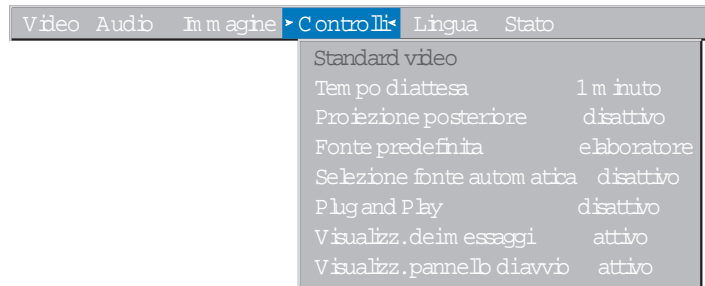 Video Audio Immagine Controlli Lingua Stato
Standard video
Tempo di attesa 1 minuto
Proiezione posteriore disattivo
Fonte predefinita elaboratore
Selezione fonte automatica disattivo
Plug and Play disattivo
Visualizz. dei messaggi attivo
Visualizz. pannello di avvio attivo